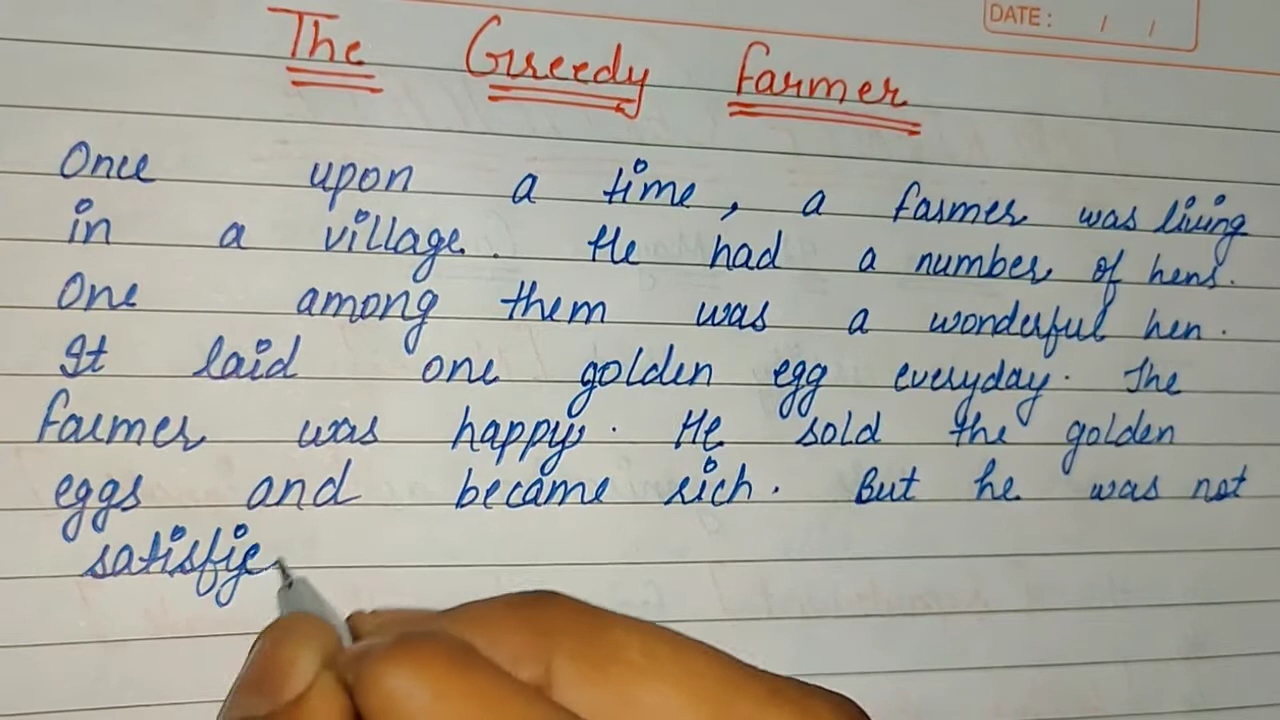 DATE: / /
The Greedy Farmer
Once upon a time, a farmer was living
in a village. He had a number of hens.
One among them was a wonderful hen.
It laid one golden egg everyday. The
farmer was happy. He sold the golden
eggs and became rich. But he was not
satisfie